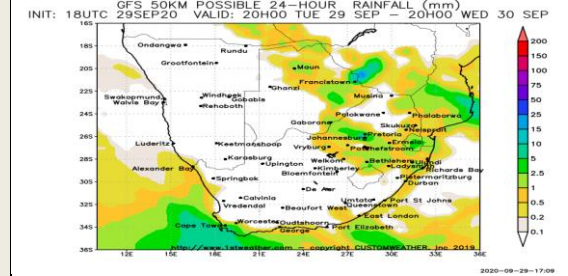 GFS 50KM POSSIBLE 24-HOUR RAINFALL (mm)
INIT: 18UTC 29SEP20 VALID: 20H00 TUE 29 SEP - 20H00 WED 30 SEP
16S
18S
20S
22S
24S
26S
28S
30S
32S
34S
36S
Ondangwa
Rundu
Grootfontein
Maun
Francistown
Ghanzi
Windhoek
Gobabis
Swakopmund
Walvis Bay
Rehoboth
Musina
Polokwane
Phalaborwa
Gaborone
Skukuza
Pretoria
Nelspruit
Johannesburg
Ermelo
Luderitz
Keetmanshoop
Vryburg
Potchefstroom
Karasburg
Upington
Welkom
Bethlehem
Ladysmith
Alexander Bay
Kimberley
Richards Bay
Springbok
Bloemfontein
Pietermaritzburg
Durban
De Aar
Calvinia
Umtata
Port St Johns
Vredendal
Beaufort West
Queenstown
East London
Worcester
Oudtshoorn
Cape Town
George
Port Elizabeth
http://www.1stweather.com - copyright CUSTOMWEATHER, Inc 2019
12E
15E
18E
21E
24E
27E
30E
33E
36E
200
150
100
75
50
25
15
10
5
2.5
1
0.5
0.2
0.1
2020-09-29-17:09